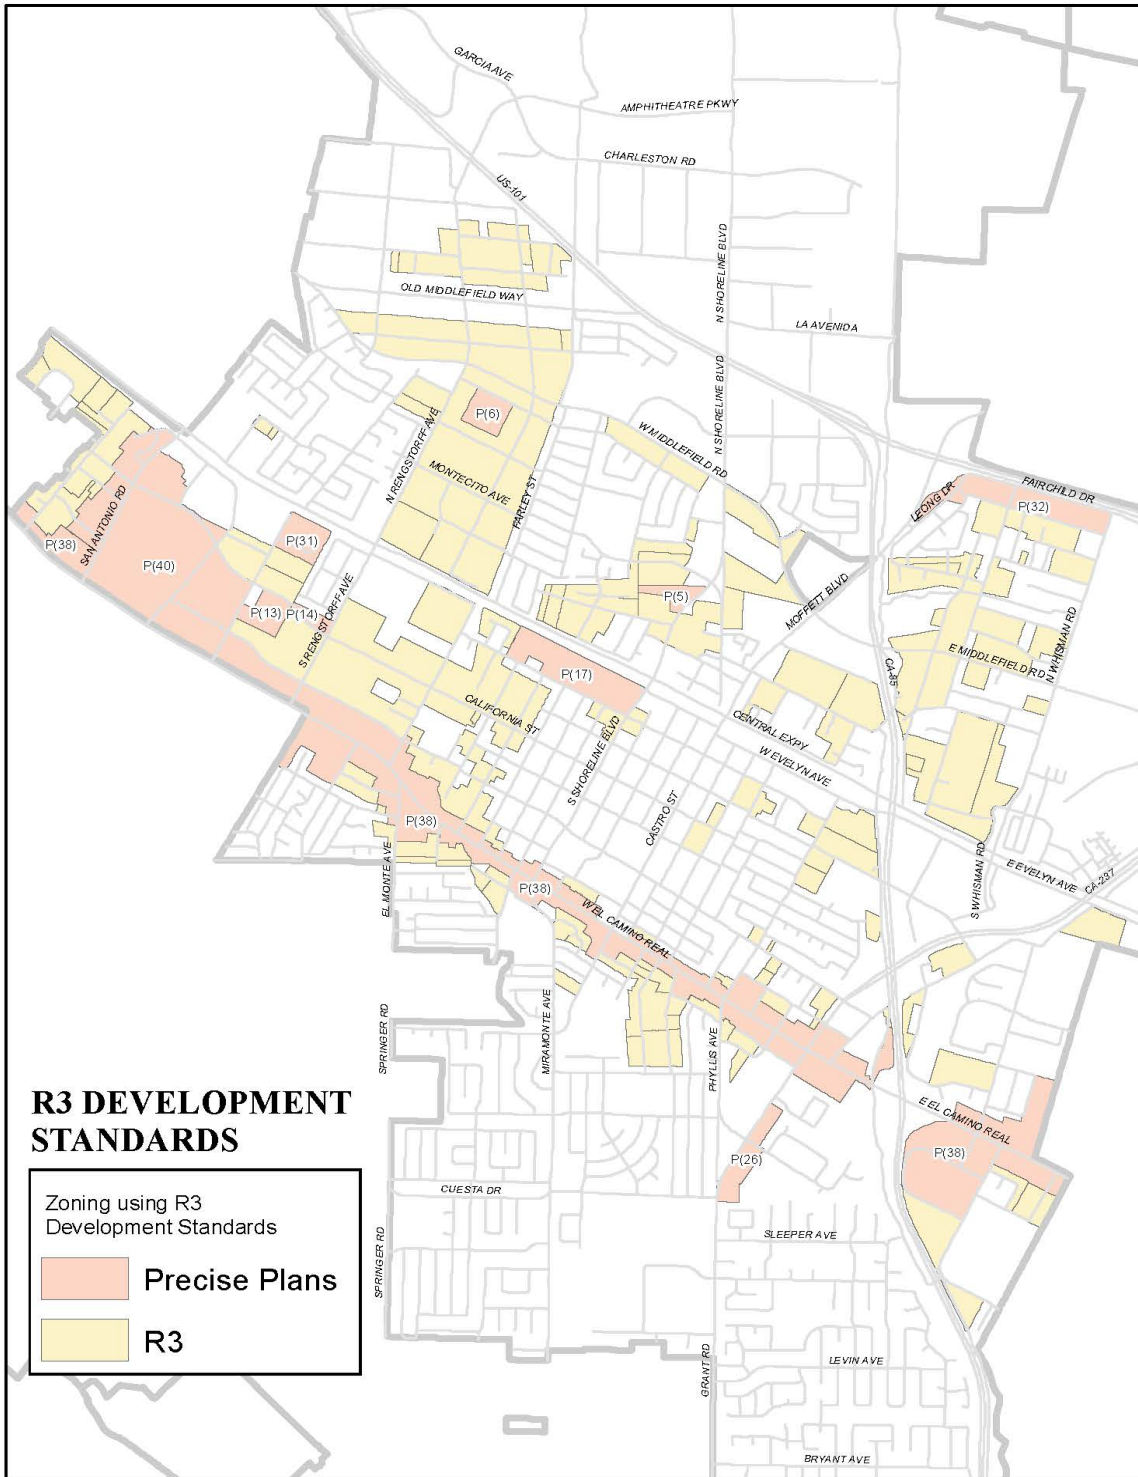 GARCIA AVE
AMPHITHEATRE PKWY
CHARLESTON RD
US-101
N SHORELINE BLVD
OLD MIDDLEFIELD WAY
LA AVENIDA
N SHORELINE BLVD
P(6)
N RENGSTORFF AVE
W MIDDLEFIELD RD
MONTECITO AVE
FARLEY ST
SAN ANTONIO RD
LEONG DR
FAIRCHILD DR
P(32)
P(38)
P(31)
P(40)
P(5)
MOFFETT BLVD
P(13)
P(14)
S RENGSTORFF AVE
N WHISMAN RD
E MIDDLEFIELD RD
CA-85
P(17)
CALIFORNIA ST
CENTRAL EXPY
W EVELYN AVE
S SHORELINE BLVD
CASTRO ST
P(38)
EL MONTE AVE
S WHISMAN RD
E EVELYN AVE
CA-237
P(38)
W EL CAMINO REAL
SPRINGER RD
MIRAMONTE AVE
PHYLLIS AVE
R3 DEVELOPMENT
STANDARDS
E EL CAMINO REAL
P(38)
P(26)
CUESTA DR
Zoning using R3
Development Standards
SLEEPER AVE
SPRINGER RD
Precise Plans
R3
GRANT RD
LEVIN AVE
BRYANT AVE